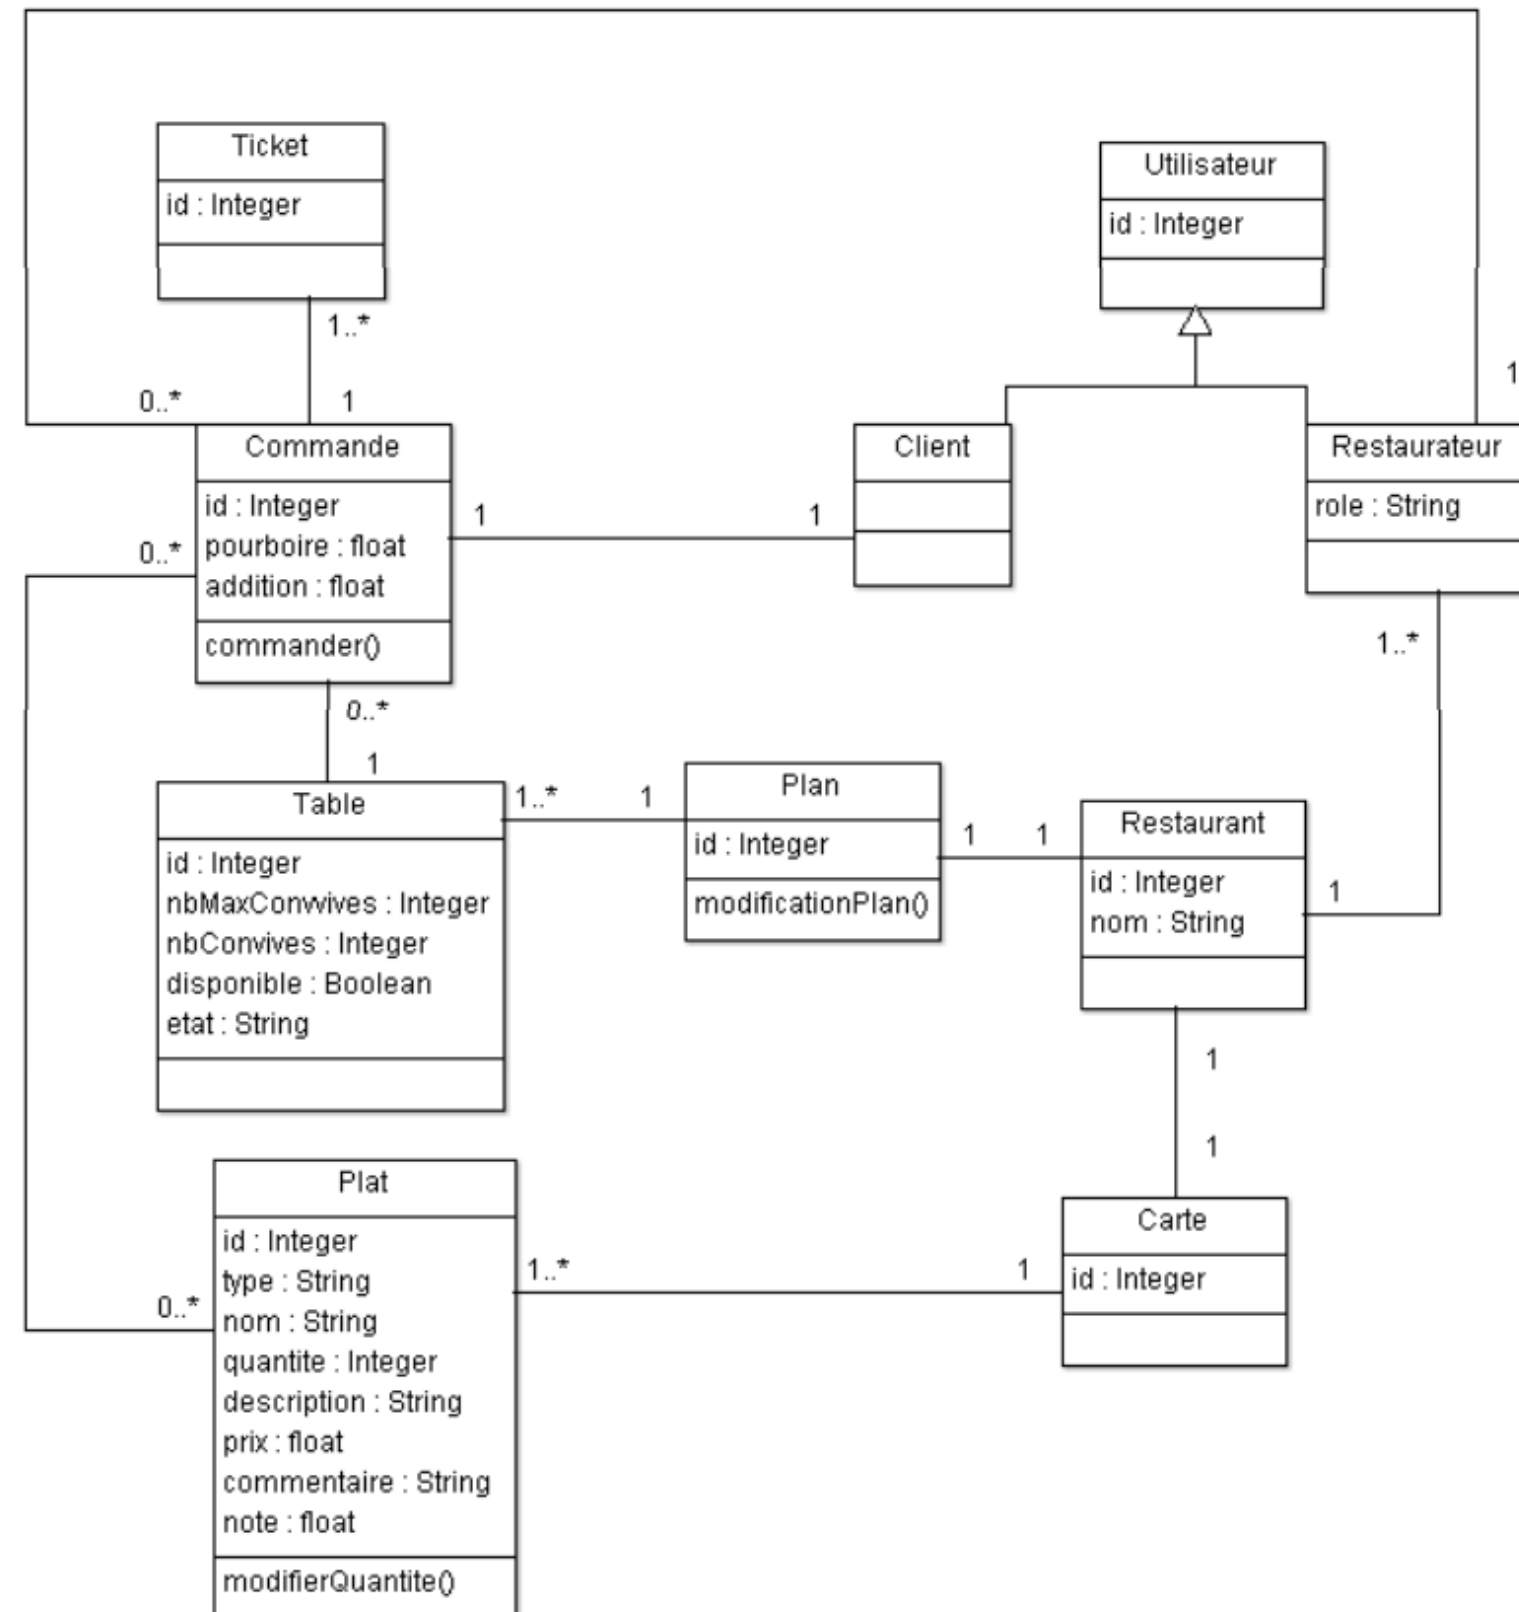 Ticket
id : Integer
Utilisateur
id : Integer
1..*
1
0..*
1
Commande
id : Integer
pourboire : float
addition : float
commander()
Client
Restaurateur
role : String
1
1
0..*
1..*
0..*
1
Table
id : Integer
nbMaxConvvives : Integer
nbConvives : Integer
disponible : Boolean
etat : String
1..*
1
Plan
id : Integer
modificationPlan()
1
1
Restaurant
id : Integer
nom : String
1
1
1
Plat
id : Integer
type : String
nom : String
quantite : Integer
description : String
prix : float
commentaire : String
note : float
modifierQuantite()
0..*
1..*
1
Carte
id : Integer